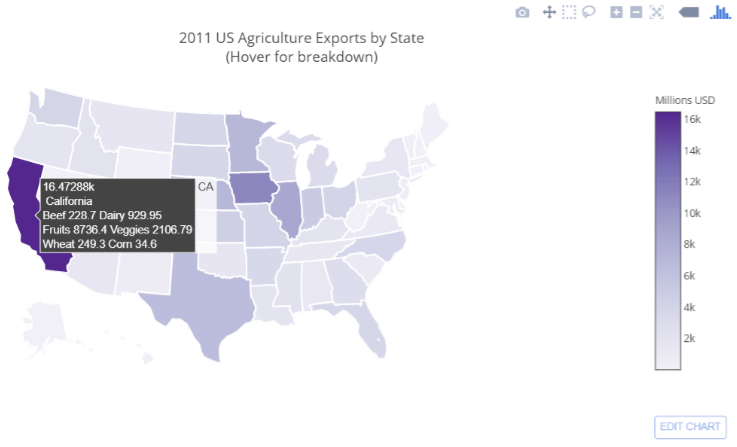 2011 US Agriculture Exports by State
(Hover for breakdown)
Millions USD
16k
14k
12k
10k
8k
6k
4k
2k
16.47288k
CA
California
Beef 228.7 Dairy 929.95
Fruits 8736.4 Veggies 2106.79
Wheat 249.3 Corn 34.6
EDIT CHART